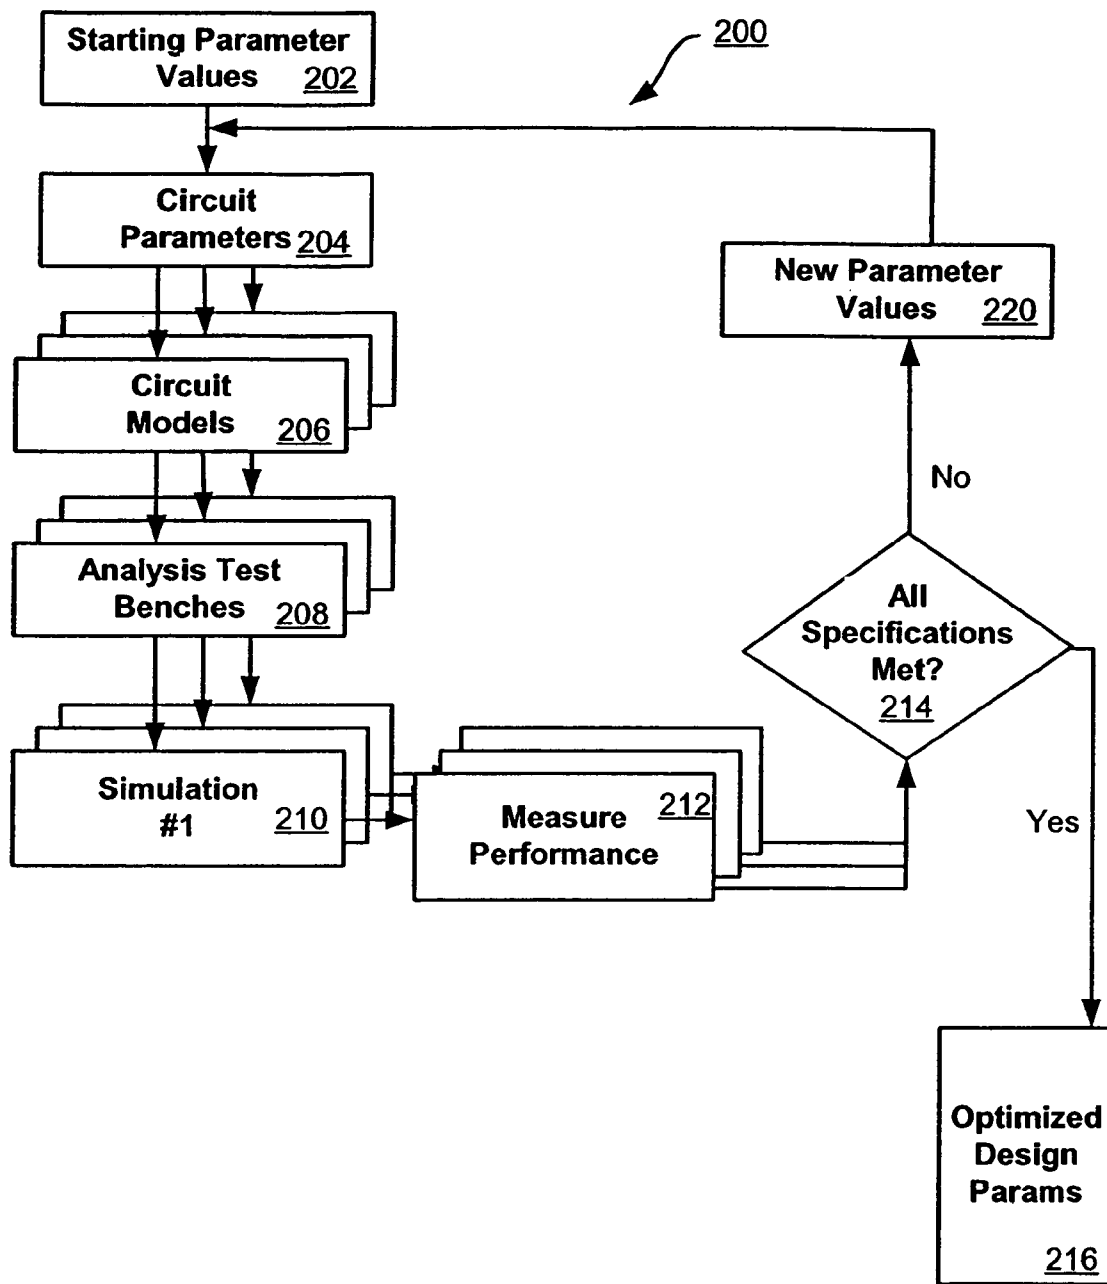 Starting Parameter
Values 202
200
Circuit
Parameters 204
New Parameter
Values 220
Circuit
Models 206
No
Analysis Test
Benches 208
All
Specifications
Met?
214
Simulation
#1 210
212
Measure
Performance
Yes
Optimized
Design
Params
216